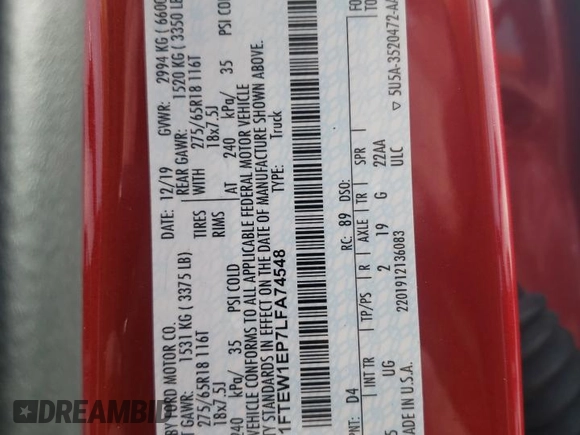 BY FORD MOTOR CO.
DATE: 12/19 GVWR: 2994 KG ( 6600
GAWR: 1531 KG ( 3375 LB)
REAR GAWR: 1520 KG ( 3350 LB
275/65R18 116T TIRES WITH 275/65R18 116T
18x7.5J RIMS 18x7.5J
240 kPa/ 35 PSI COLD AT 240 kPa/ 35 PSI COLD
VEHICLE CONFORMS TO ALL APPLICABLE FEDERAL MOTOR VEHICLE
STANDARDS IN EFFECT ON THE DATE OF MANUFACTURE SHOWN ABOVE.
1FTEW1EP7LFA74548 TYPE: Truck
D4 RC: 89 DSO:
INT TR TP/PS R AXLE TR SPR
UG 2 19 G 22AA
MADE IN U.S.A. 2201912136083 ULC
5U5A-3520472-AA
DREAMBID